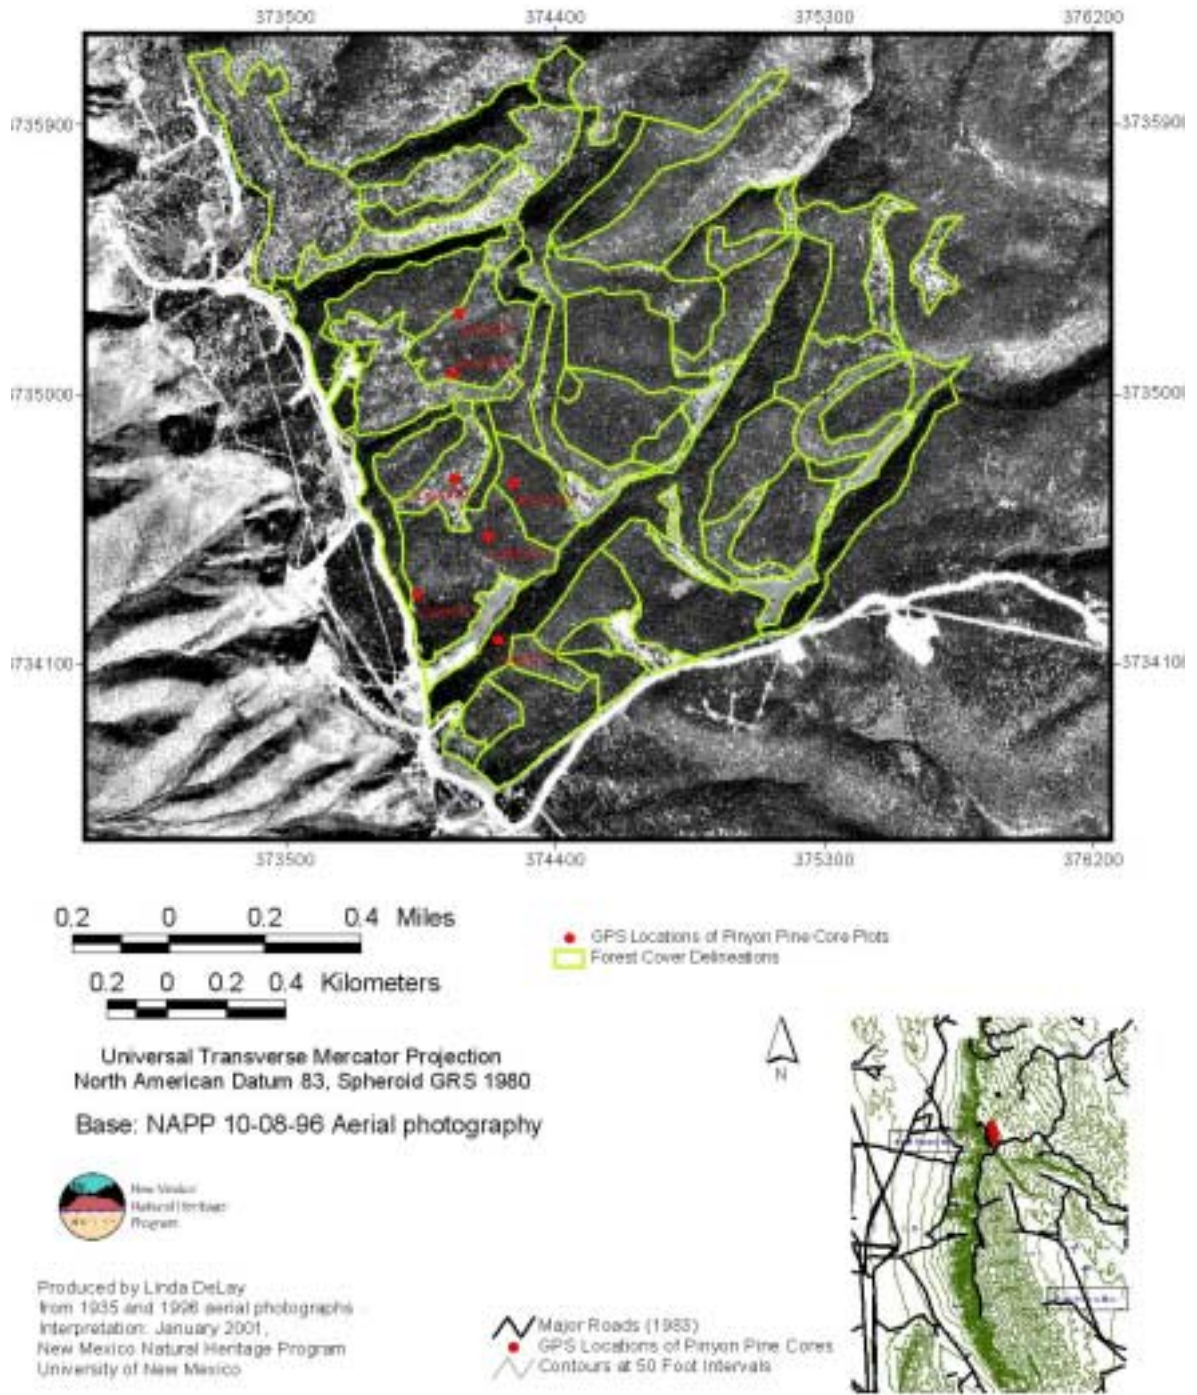 373500 374400 375300 376200
3735900 3735900
3735000 3735000
3734100 3734100
373500 374400 375300 376200
0.2 0 0.2 0.4 Miles
GPS Locations of Pinyon Pine Core Plots
Forest Cover Delineations
0.2 0 0.2 0.4 Kilometers
Universal Transverse Mercator Projection
North American Datum 83, Spheroid GRS 1980
N
Base: NAPP 10-08-96 Aerial photography
New Mexico
Natural Heritage
Program
Produced by Linda DeLay
from 1935 and 1996 aerial photographs
Interpretation: January 2001,
New Mexico Natural Heritage Program
University of New Mexico
Major Roads (1983)
GPS Locations of Pinyon Pine Cores
Contours at 50 Foot Intervals